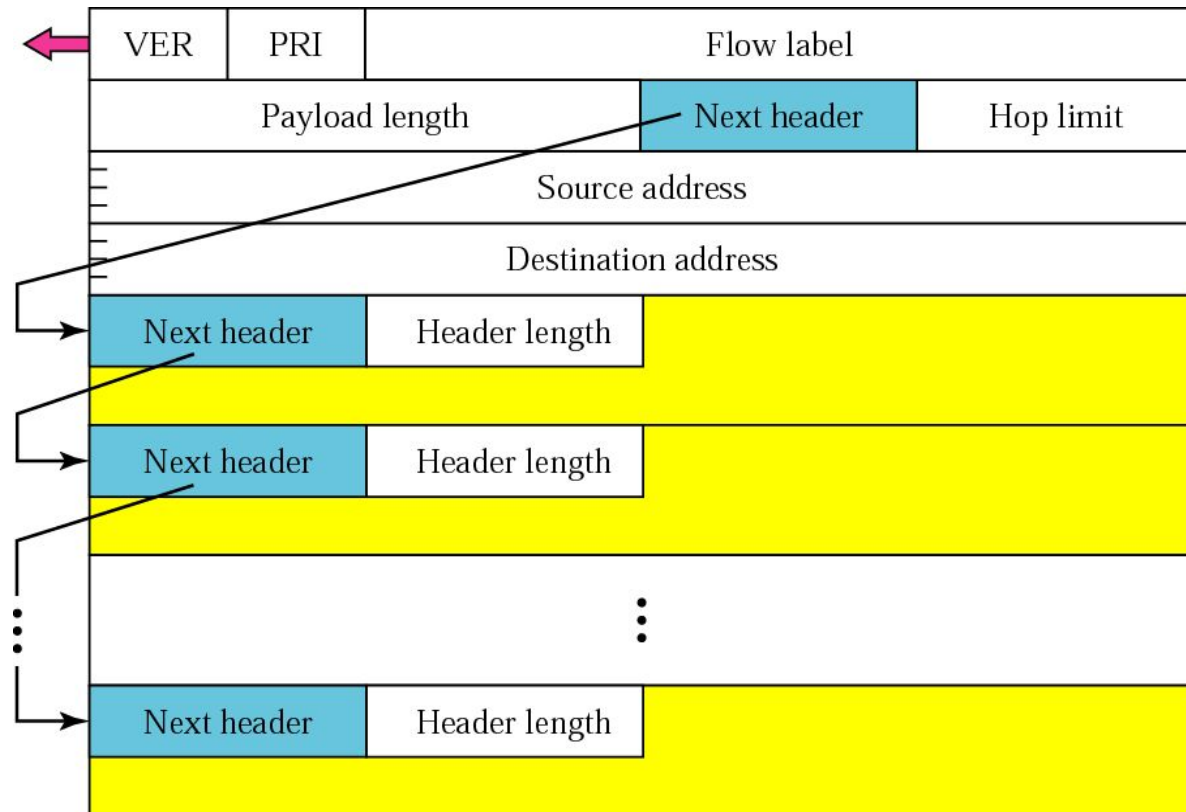 VER PRI Flow label
Payload length Next header Hop limit
Source address
Destination address
Next header Header length
Next header Header length
Next header Header length